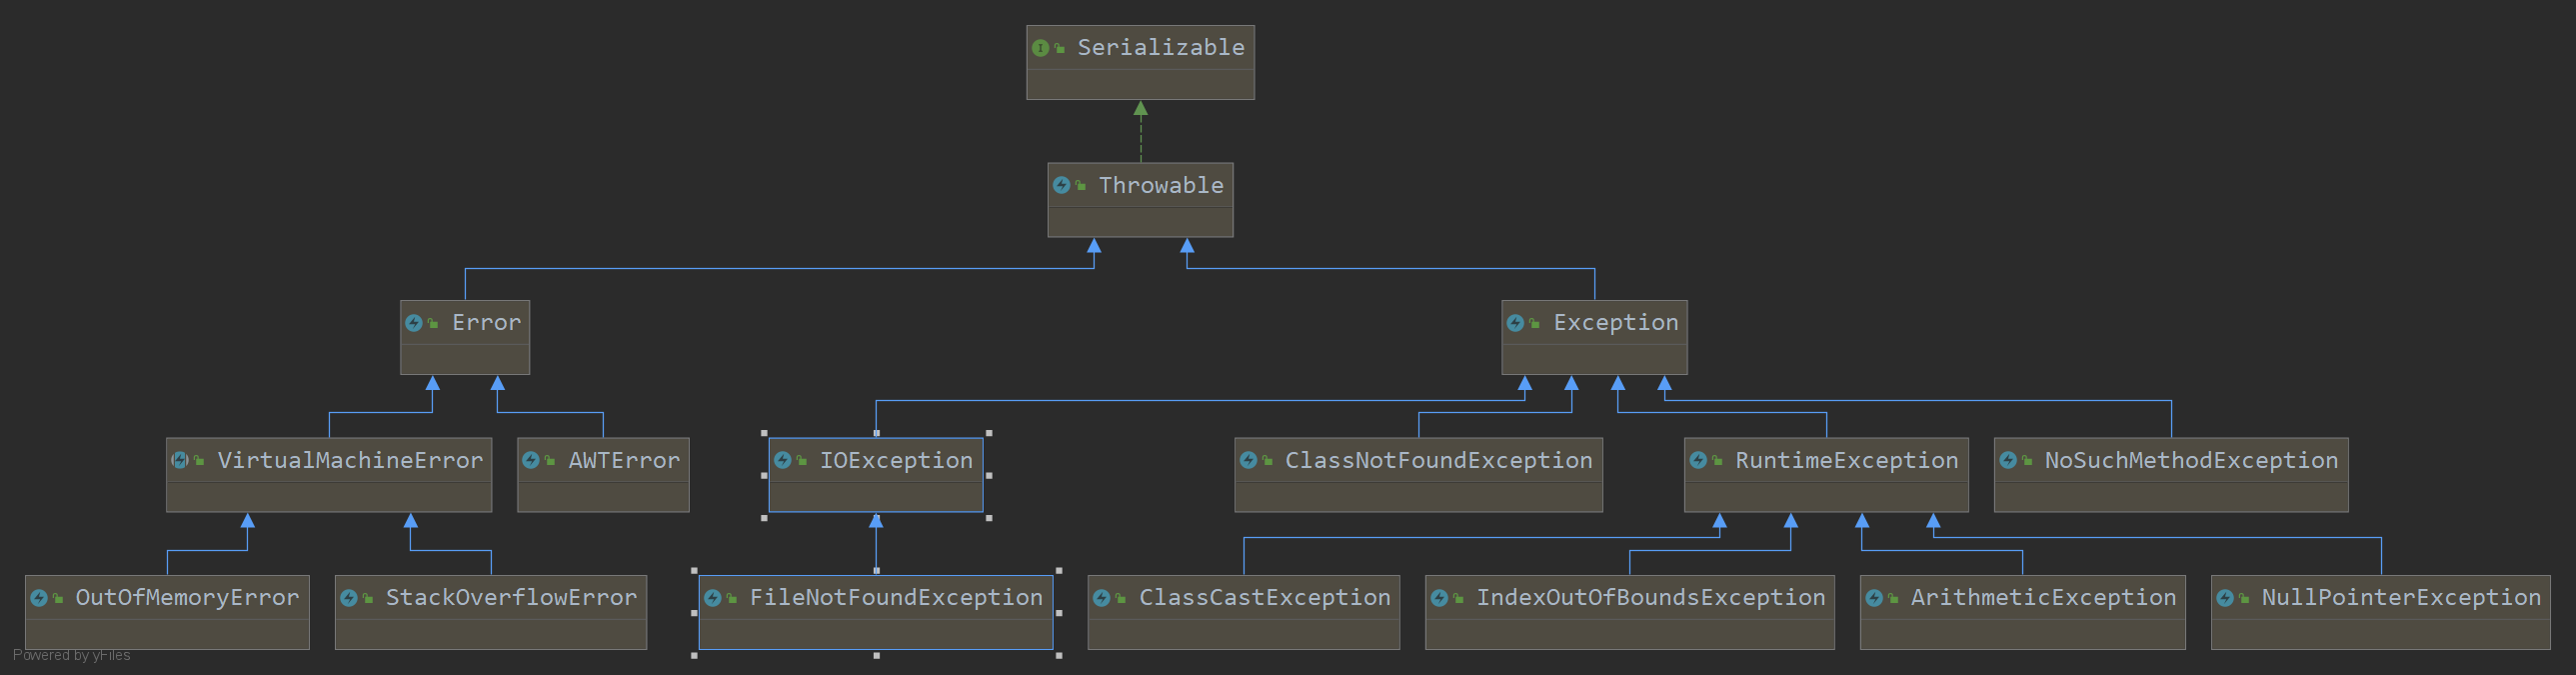 Serializable
Throwable
Error
Exception
VirtualMachineError
AWTError
IOException
ClassNotFoundException
RuntimeException
NoSuchMethodException
OutOfMemoryError
StackOverflowError
FileNotFoundException
ClassCastException
IndexOutOfBoundsException
ArithmeticException
NullPointerException
Powered by yFiles